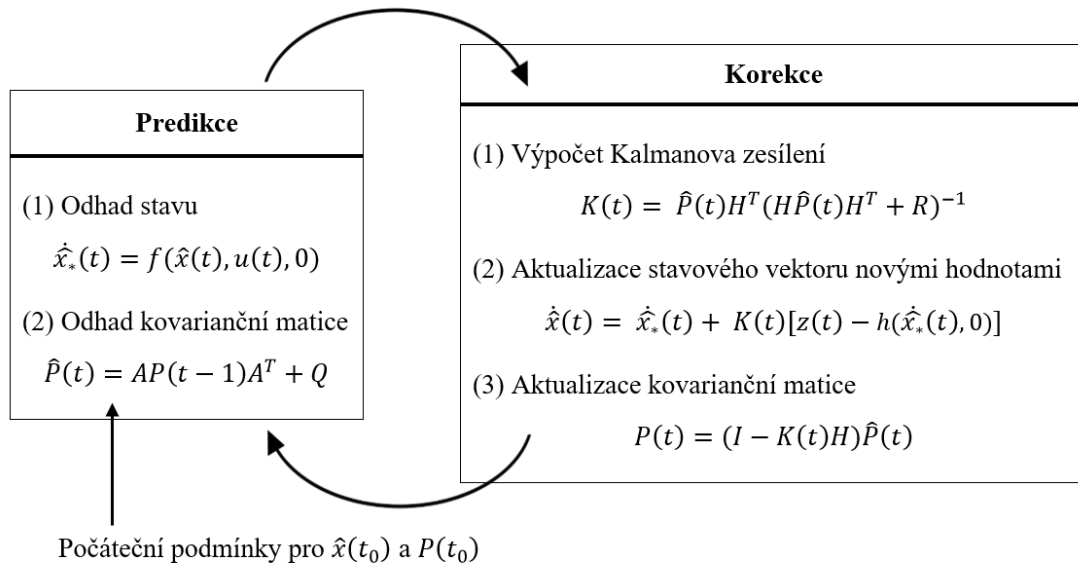 Predikce
(1) Odhad stavu
\dot{\hat{x}}_*(t) = f(\hat{x}(t), u(t), 0)
(2) Odhad kovarianční matice
\hat{P}(t) = AP(t − 1)A^T + Q
Korekce
(1) Výpočet Kalmanova zesílení
K(t) = \hat{P}(t)H^T(H\hat{P}(t)H^T + R)^{−1}
(2) Aktualizace stavového vektoru novými hodnotami
\dot{\hat{x}}(t) = \dot{\hat{x}}_*(t) + K(t)[z(t) − h(\dot{\hat{x}}_*(t), 0)]
(3) Aktualizace kovarianční matice
P(t) = (I − K(t)H)\hat{P}(t)
Počáteční podmínky pro \hat{x}(t_0) a P(t_0)